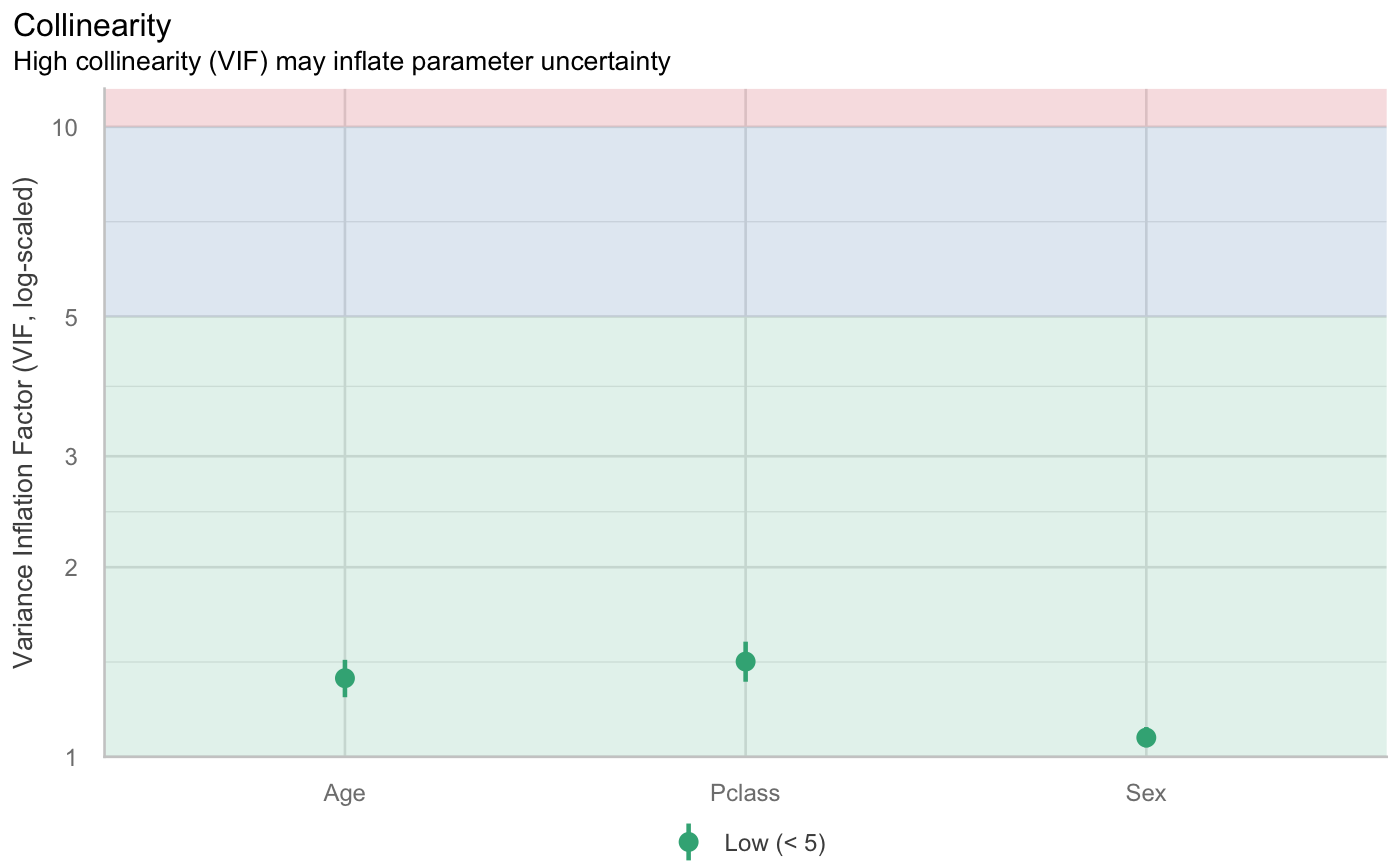 Collinearity
High collinearity (VIF) may inflate parameter uncertainty
Variance Inflation Factor (VIF, log-scaled)
10
5
3
2
1
Age Pclass Sex
Low (< 5)